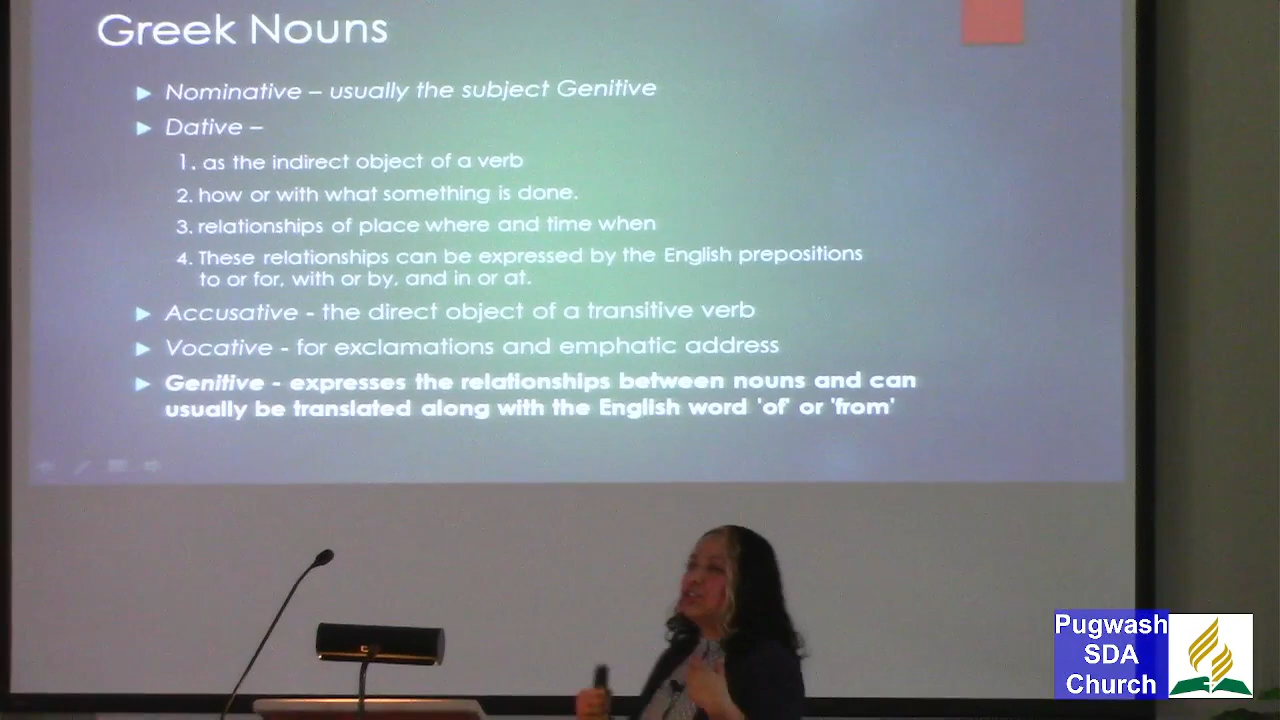 Greek Nouns
Nominative – usually the subject Genitive
Dative –
1. as the indirect object of a verb
2. how or with what something is done.
3. relationships of place where and time when
4. These relationships can be expressed by the English prepositions
to or for, with or by, and in or at.
Accusative - the direct object of a transitive verb
Vocative - for exclamations and emphatic address
Genitive - expresses the relationships between nouns and can
usually be translated along with the English word 'of' or 'from'
Pugwash
SDA
Church